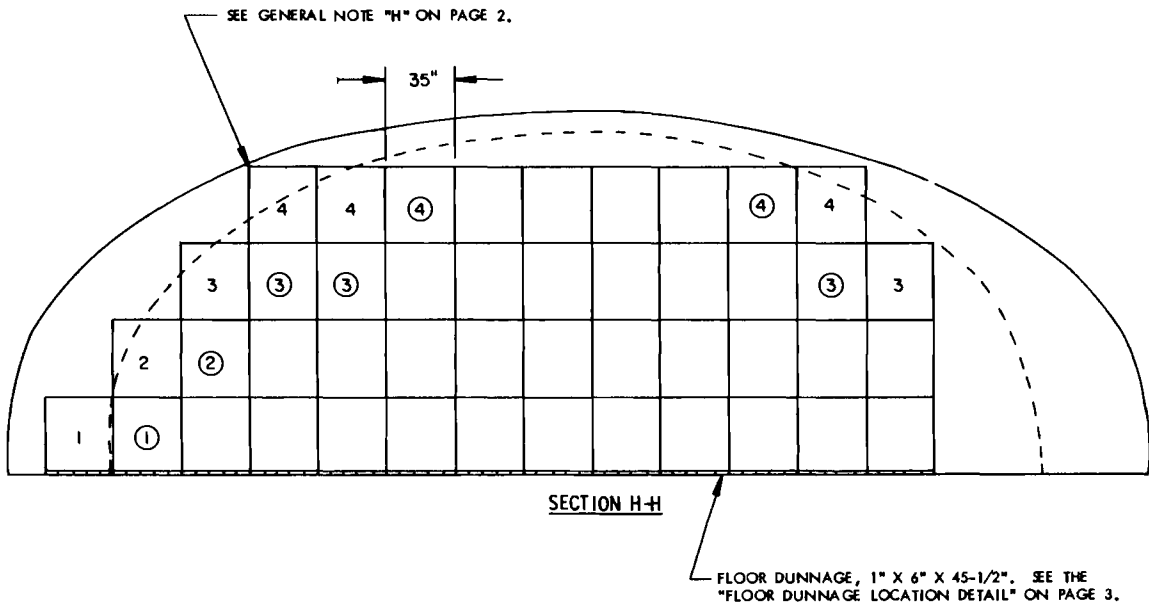 SEE GENERAL NOTE "H" ON PAGE 2.
35"
4 4 4 4 4
3 3 3 3 3
2 2
1 1
SECTION H-H
FLOOR DUNNAGE, 1" X 6" X 45-1/2". SEE THE
"FLOOR DUNNAGE LOCATION DETAIL" ON PAGE 3.